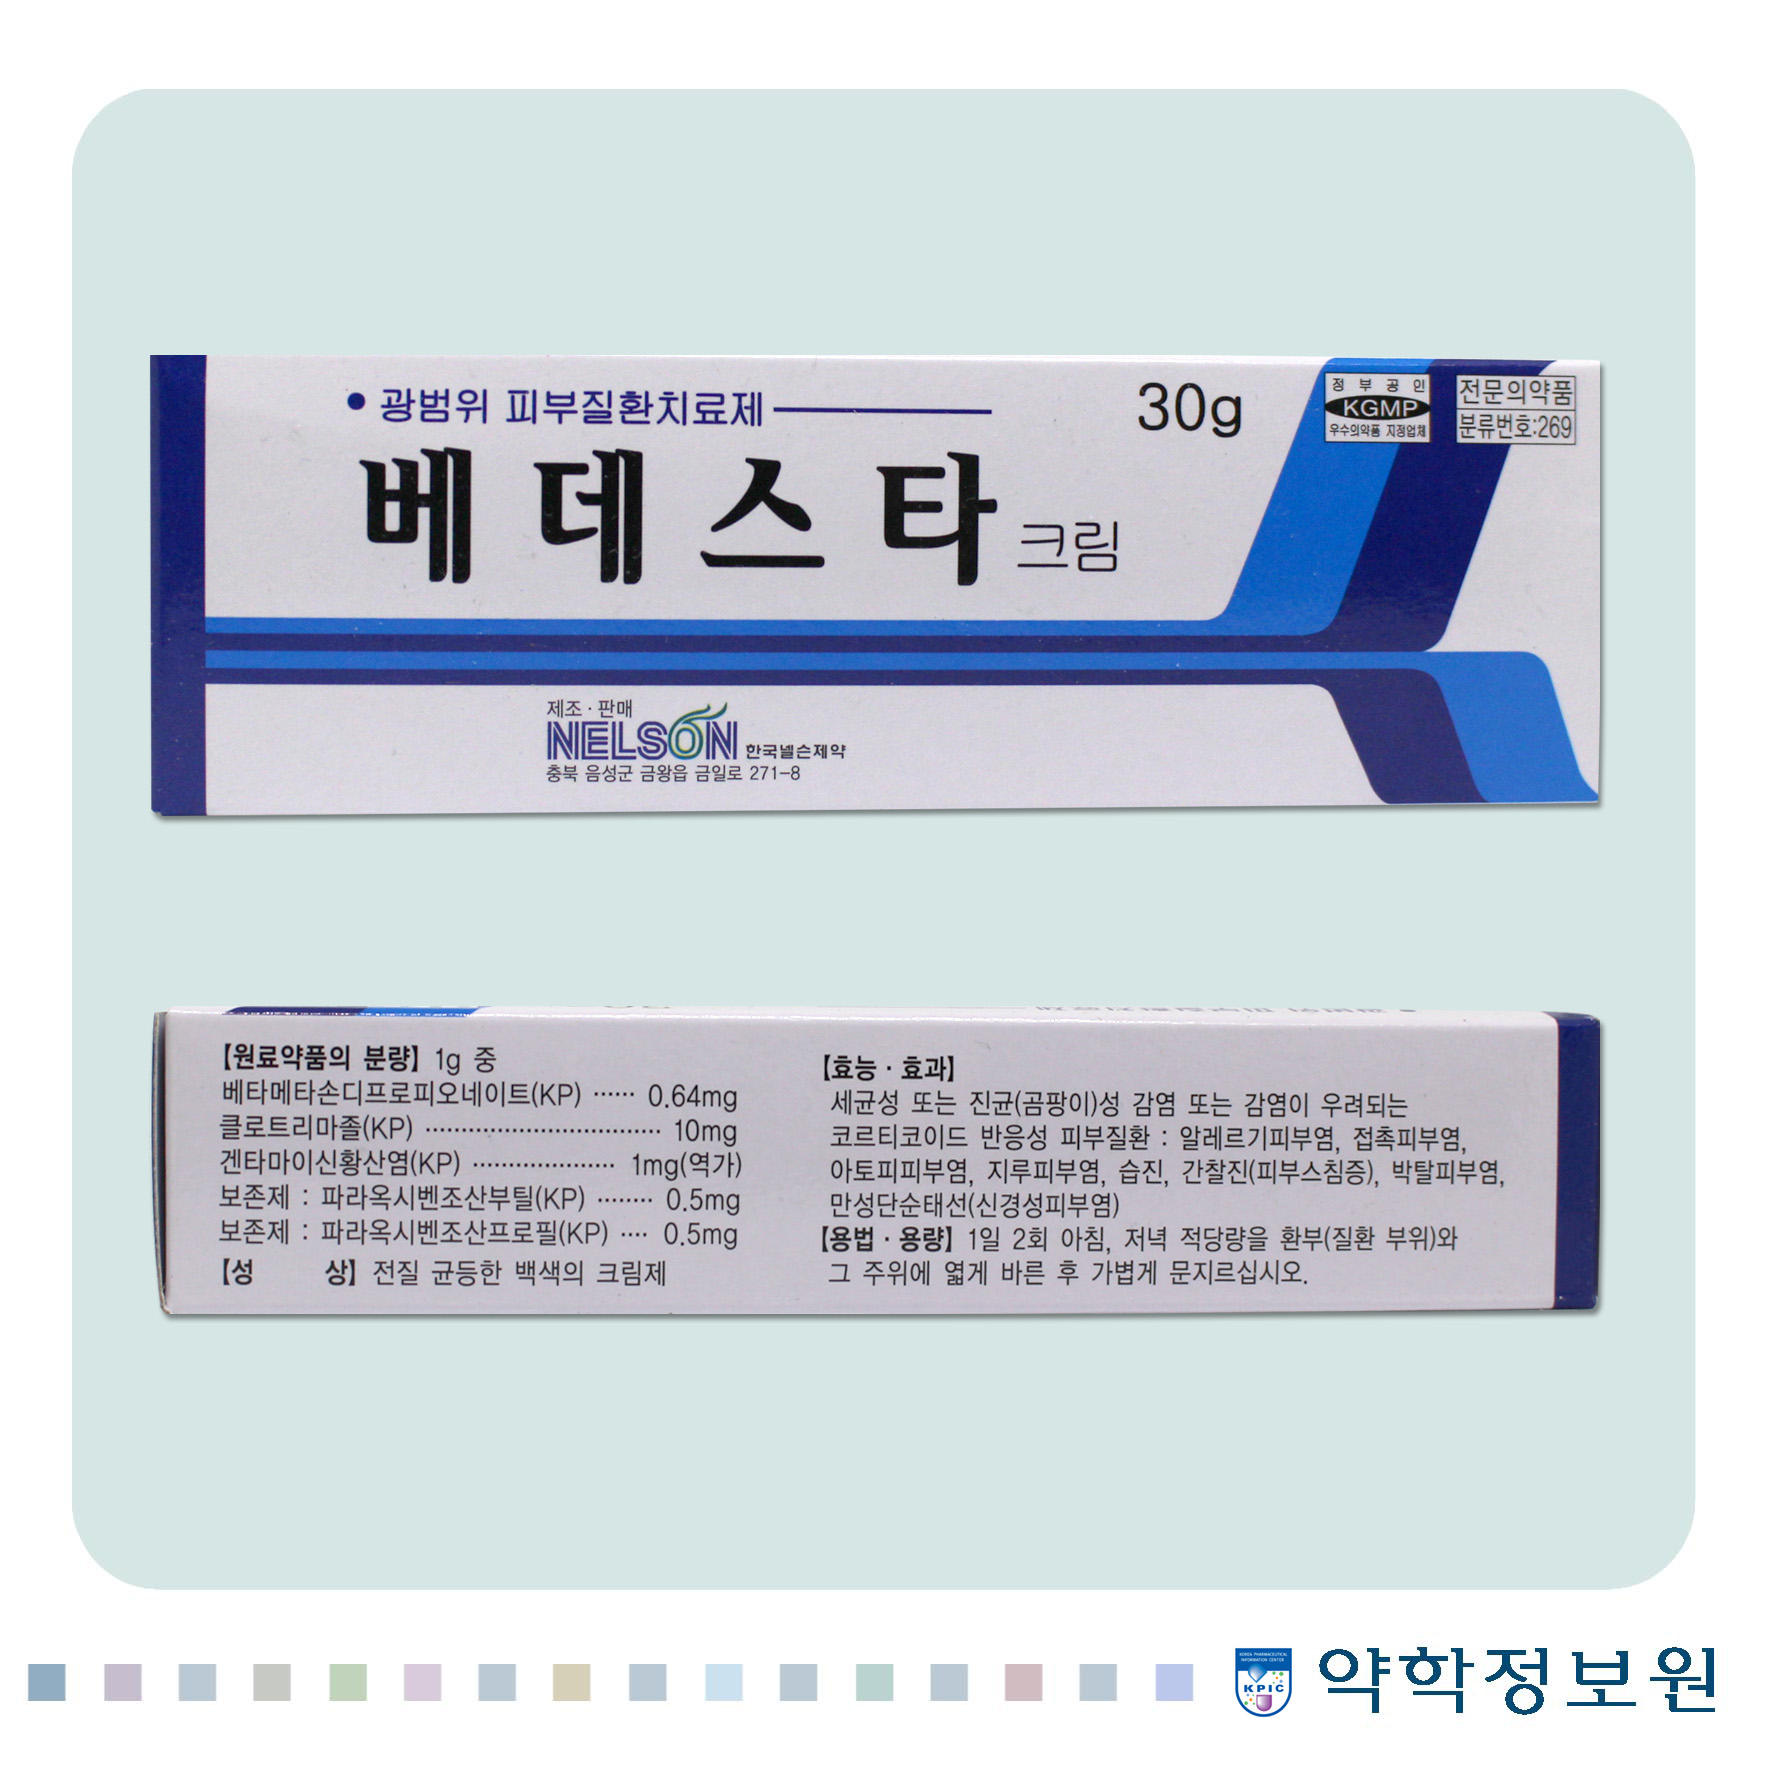 • 광범위 피부질환치료제
30g
정부공인
KGMP
우수의약품 지정업체
전문의약품
분류번호:269
베데스타 크림
제조·판매
NELSON 한국넬슨제약
충북 음성군 금왕읍 금일로 271-8
【원료약품의 분량】 1g 중
베타메타손디프로피오네이트(KP) ······ 0.64mg
클로트리마졸(KP) ······························ 10mg
겐타마이신황산염(KP) ··················· 1mg(역가)
보존제 : 파라옥시벤조산부틸(KP) ········ 0.5mg
보존제 : 파라옥시벤조산프로필(KP) ···· 0.5mg
【성 상】 전질 균등한 백색의 크림제
【효능·효과】
세균성 또는 진균(곰팡이)성 감염 또는 감염이 우려되는
코르티코이드 반응성 피부질환 : 알레르기피부염, 접촉피부염,
아토피피부염, 지루피부염, 습진, 간찰진(피부스침증), 박탈피부염,
만성단순태선(신경성피부염)
【용법·용량】 1일 2회 아침, 저녁 적당량을 환부(질환 부위)와
그 주위에 엷게 바른 후 가볍게 문지르십시오.
KOREA PHARMACEUTICAL
INFORMATION CENTER
KPIC
약학정보원